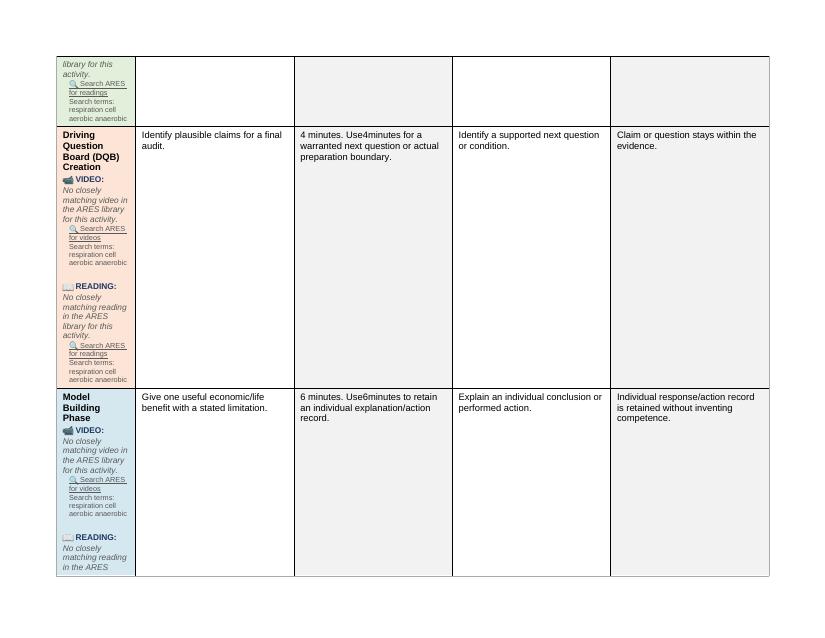 library for this
activity.
🔍 Search ARES
for readings
Search terms:
respiration cell
aerobic anaerobic
Driving
Question
Board (DQB)
Creation
📹 VIDEO:
No closely
matching video in
the ARES library
for this activity.
🔍 Search ARES
for videos
Search terms:
respiration cell
aerobic anaerobic
📖 READING:
No closely
matching reading
in the ARES
library for this
activity.
🔍 Search ARES
for readings
Search terms:
respiration cell
aerobic anaerobic
Identify plausible claims for a final
audit.
4 minutes. Use4minutes for a
warranted next question or actual
preparation boundary.
Identify a supported next question
or condition.
Claim or question stays within the
evidence.
Model
Building
Phase
📹 VIDEO:
No closely
matching video in
the ARES library
for this activity.
🔍 Search ARES
for videos
Search terms:
respiration cell
aerobic anaerobic
📖 READING:
No closely
matching reading
in the ARES
Give one useful economic/life
benefit with a stated limitation.
6 minutes. Use6minutes to retain
an individual explanation/action
record.
Explain an individual conclusion or
performed action.
Individual response/action record
is retained without inventing
competence.